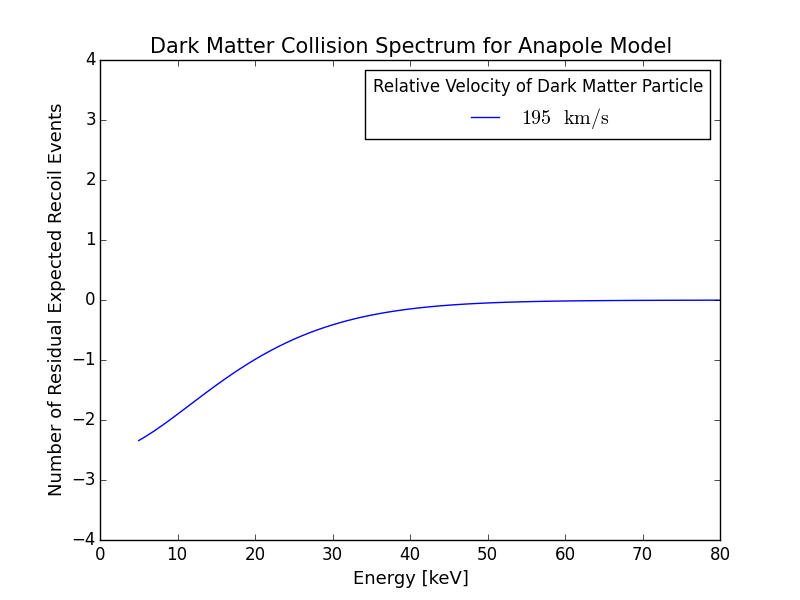 Dark Matter Collision Spectrum for Anapole Model
Relative Velocity of Dark Matter Particle
195 km/s
Number of Residual Expected Recoil Events
4
3
2
1
0
−1
−2
−3
−4
0 10 20 30 40 50 60 70 80
Energy [keV]